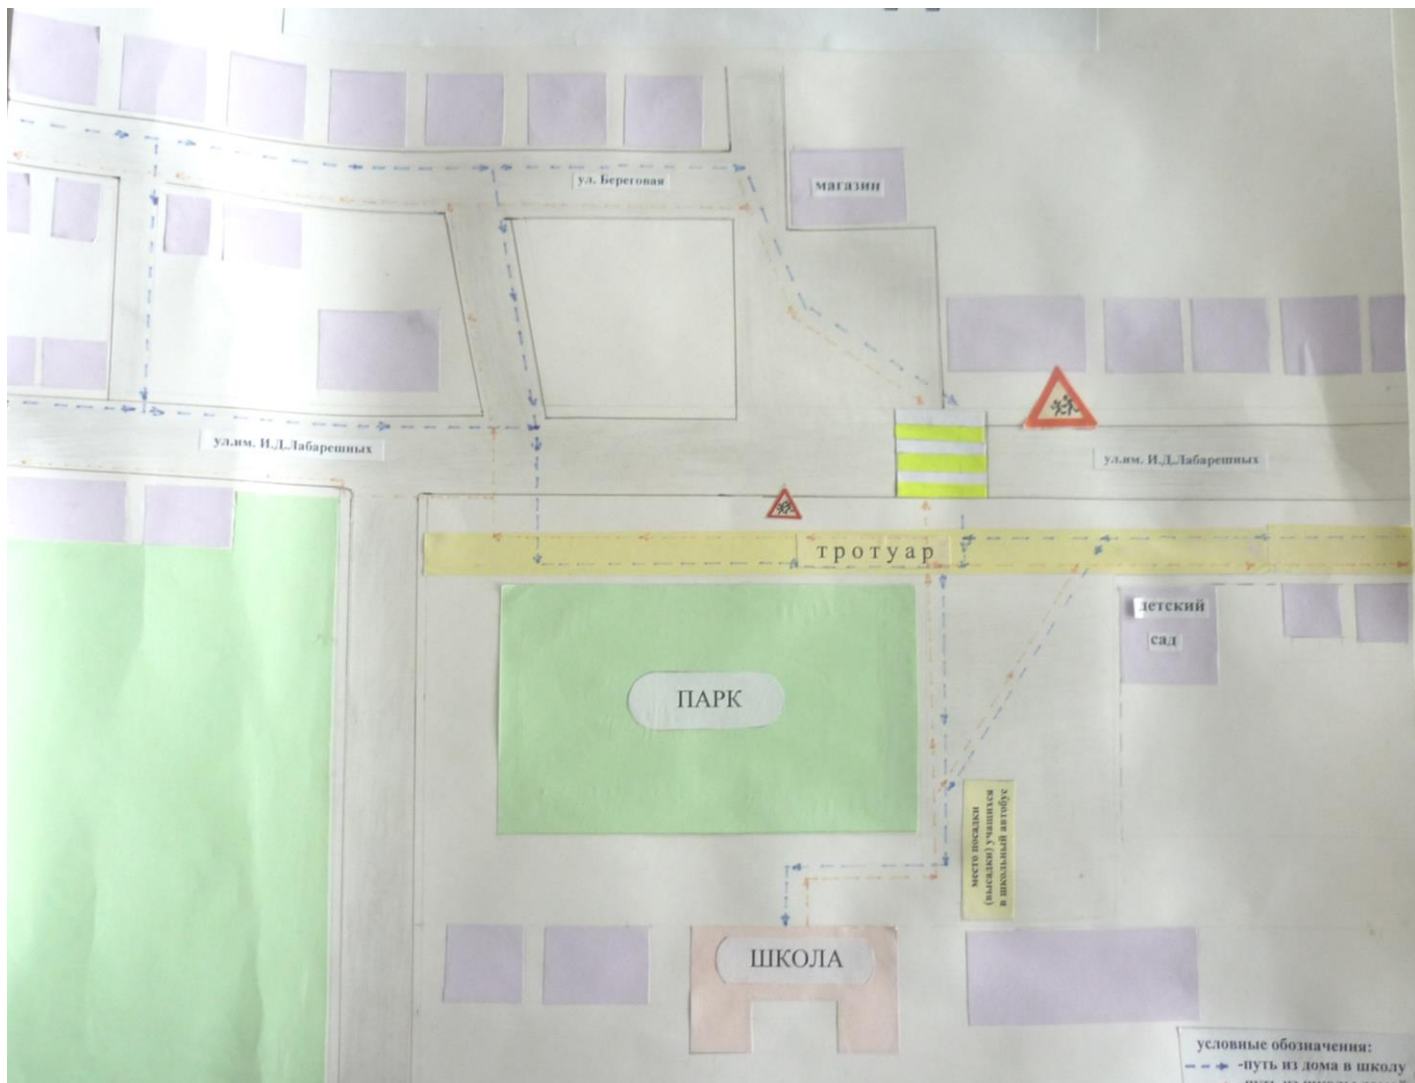 ул. Береговая
магазин
ул.им. И.Д.Лабарешных
ул.им. И.Д.Лабарешных
тротуар
детский
сад
ПАРК
место посадки
(высадки) учащихся
в школьный автобус
ШКОЛА
условные обозначения:
-путь из дома в школу